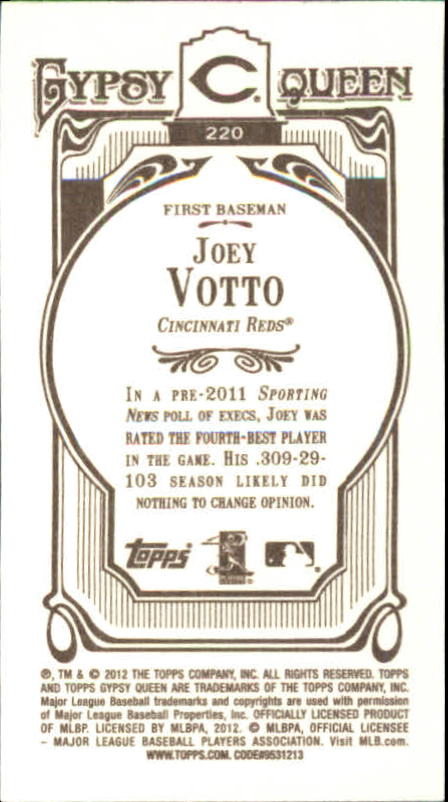 GYPSY C QUEEN
220
FIRST BASEMAN
JOEY
VOTTO
CINCINNATI REDS®
IN A PRE-2011 SPORTING
NEWS POLL OF EXECS, JOEY WAS
RATED THE FOURTH-BEST PLAYER
IN THE GAME. HIS .309-29-
103 SEASON LIKELY DID
NOTHING TO CHANGE OPINION.
TOPPS
®, TM & © 2012 THE TOPPS COMPANY, INC. ALL RIGHTS RESERVED. TOPPS
AND TOPPS GYPSY QUEEN ARE TRADEMARKS OF THE TOPPS COMPANY, INC.
Major League Baseball trademarks and copyrights are used with permission
of Major League Baseball Properties, Inc. OFFICIALLY LICENSED PRODUCT
OF MLBP. LICENSED BY MLBPA, 2012. © MLBPA, OFFICIAL LICENSEE
– MAJOR LEAGUE BASEBALL PLAYERS ASSOCIATION. Visit MLB.com.
WWW.TOPPS.COM. CODE#9531213